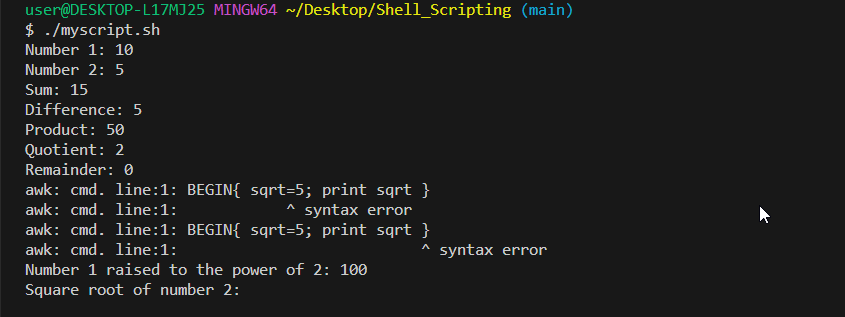 user@DESKTOP-L17MJ25 MINGW64 ~/Desktop/Shell_Scripting (main)
$ ./myscript.sh
Number 1: 10
Number 2: 5
Sum: 15
Difference: 5
Product: 50
Quotient: 2
Remainder: 0
awk: cmd. line:1: BEGIN{ sqrt=5; print sqrt }
awk: cmd. line:1:            ^ syntax error
awk: cmd. line:1: BEGIN{ sqrt=5; print sqrt }
awk: cmd. line:1:                           ^ syntax error
Number 1 raised to the power of 2: 100
Square root of number 2: